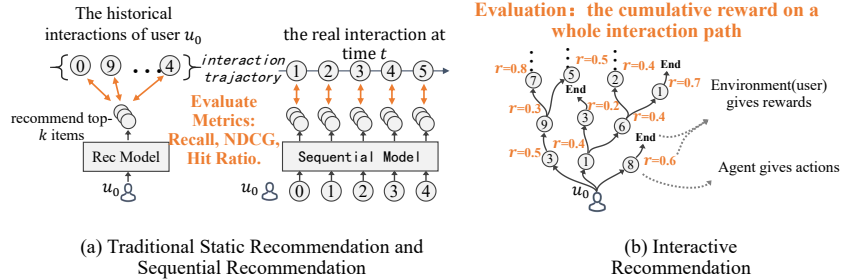 The historical
interactions of user u0
0 9 ... 4
recommend top-
k items
Rec Model
u0
interaction
trajectory
the real interaction at
time t
1 2 3 4 5
Evaluate
Metrics:
Recall, NDCG,
Hit Ratio.
Sequential Model
u0
0 1 2 3 4
(a) Traditional Static Recommendation and
Sequential Recommendation
Evaluation: the cumulative reward on a
whole interaction path
r=0.8
7
r=0.5
5
r=0.4
2
End
r=0.7
1
End
r=0.3
r=0.2
9
3
r=0.4
6
End
r=0.5
r=0.4
3
1
8
r=0.6
u0
Environment(user)
gives rewards
Agent gives actions
(b) Interactive
Recommendation